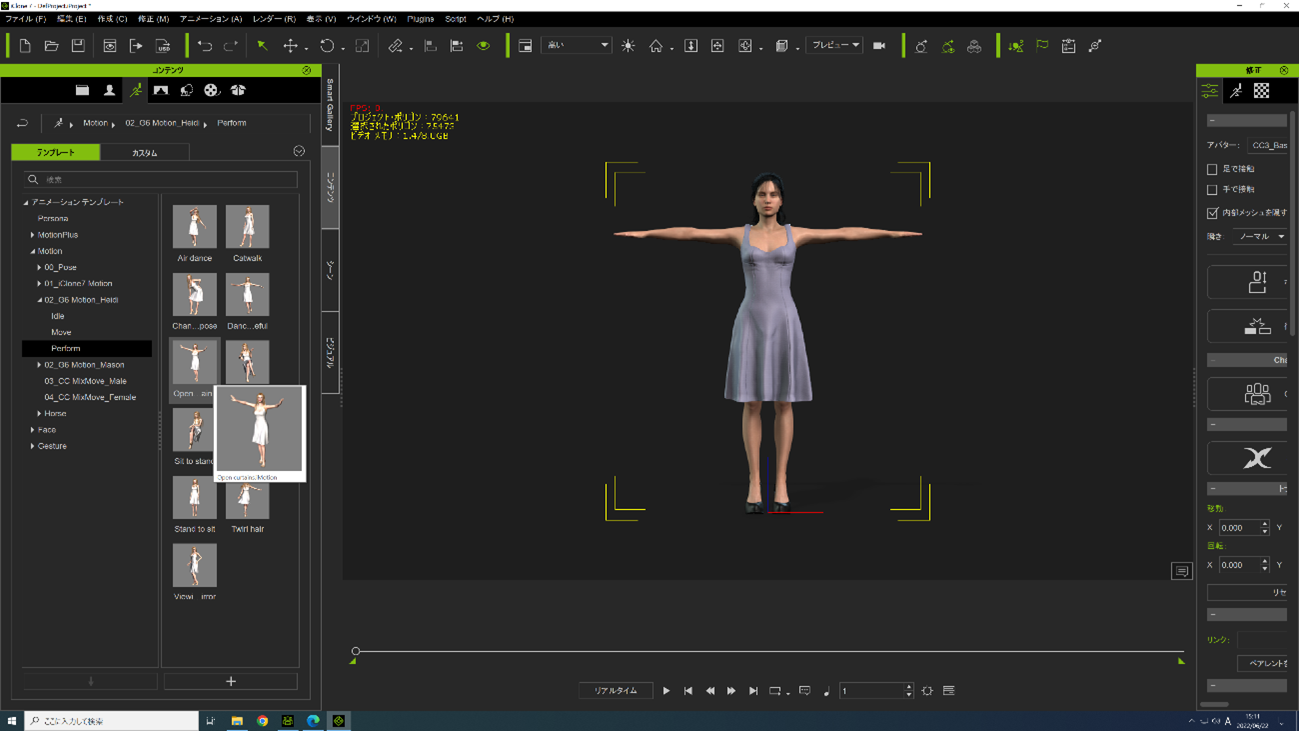 iClone 7 - DefProject.iProject *
ファイル (F) 編集 (E) 作成 (C) 修正 (M) アニメーション (A) レンダー (R) 表示 (V) ウインドウ (W) Plugins Script ヘルプ (H)
USD
高い
プレビュー
コンテンツ
修正
Motion 02_G6 Motion_Heidi Perform
テンプレート カスタム
検索
アニメーションテンプレート
Persona
MotionPlus
Motion
00_Pose
01_iClone7 Motion
02_G6 Motion_Heidi
Idle
Move
Perform
02_G6 Motion_Mason
03_CC MixMove_Male
04_CC MixMove_Female
Horse
Face
Gesture
Air dance Catwalk
Chan...pose Danc...eful
Open
Sit to stand
Open curtains.iMotion
Stand to sit Twirl hair
Viewi irror
Smart Gallery
コンテンツ
シーン
ビジュアル
FPS: 0
プロジェクト・ポリゴン : 79641
選択されたポリゴン : 75473
ビデオ メモリ : 1.4/8.0GB
リアルタイム
1
アバター: CC3_Bas
足で接触
手で接触
内部メッシュを隠す
瞬き: ノーマル
Cha
移動:
X 0.000 Y
回転:
X 0.000 Y
リセ
リンク:
ペアレントを
ここに入力して検索
A
15:11
2022/06/22